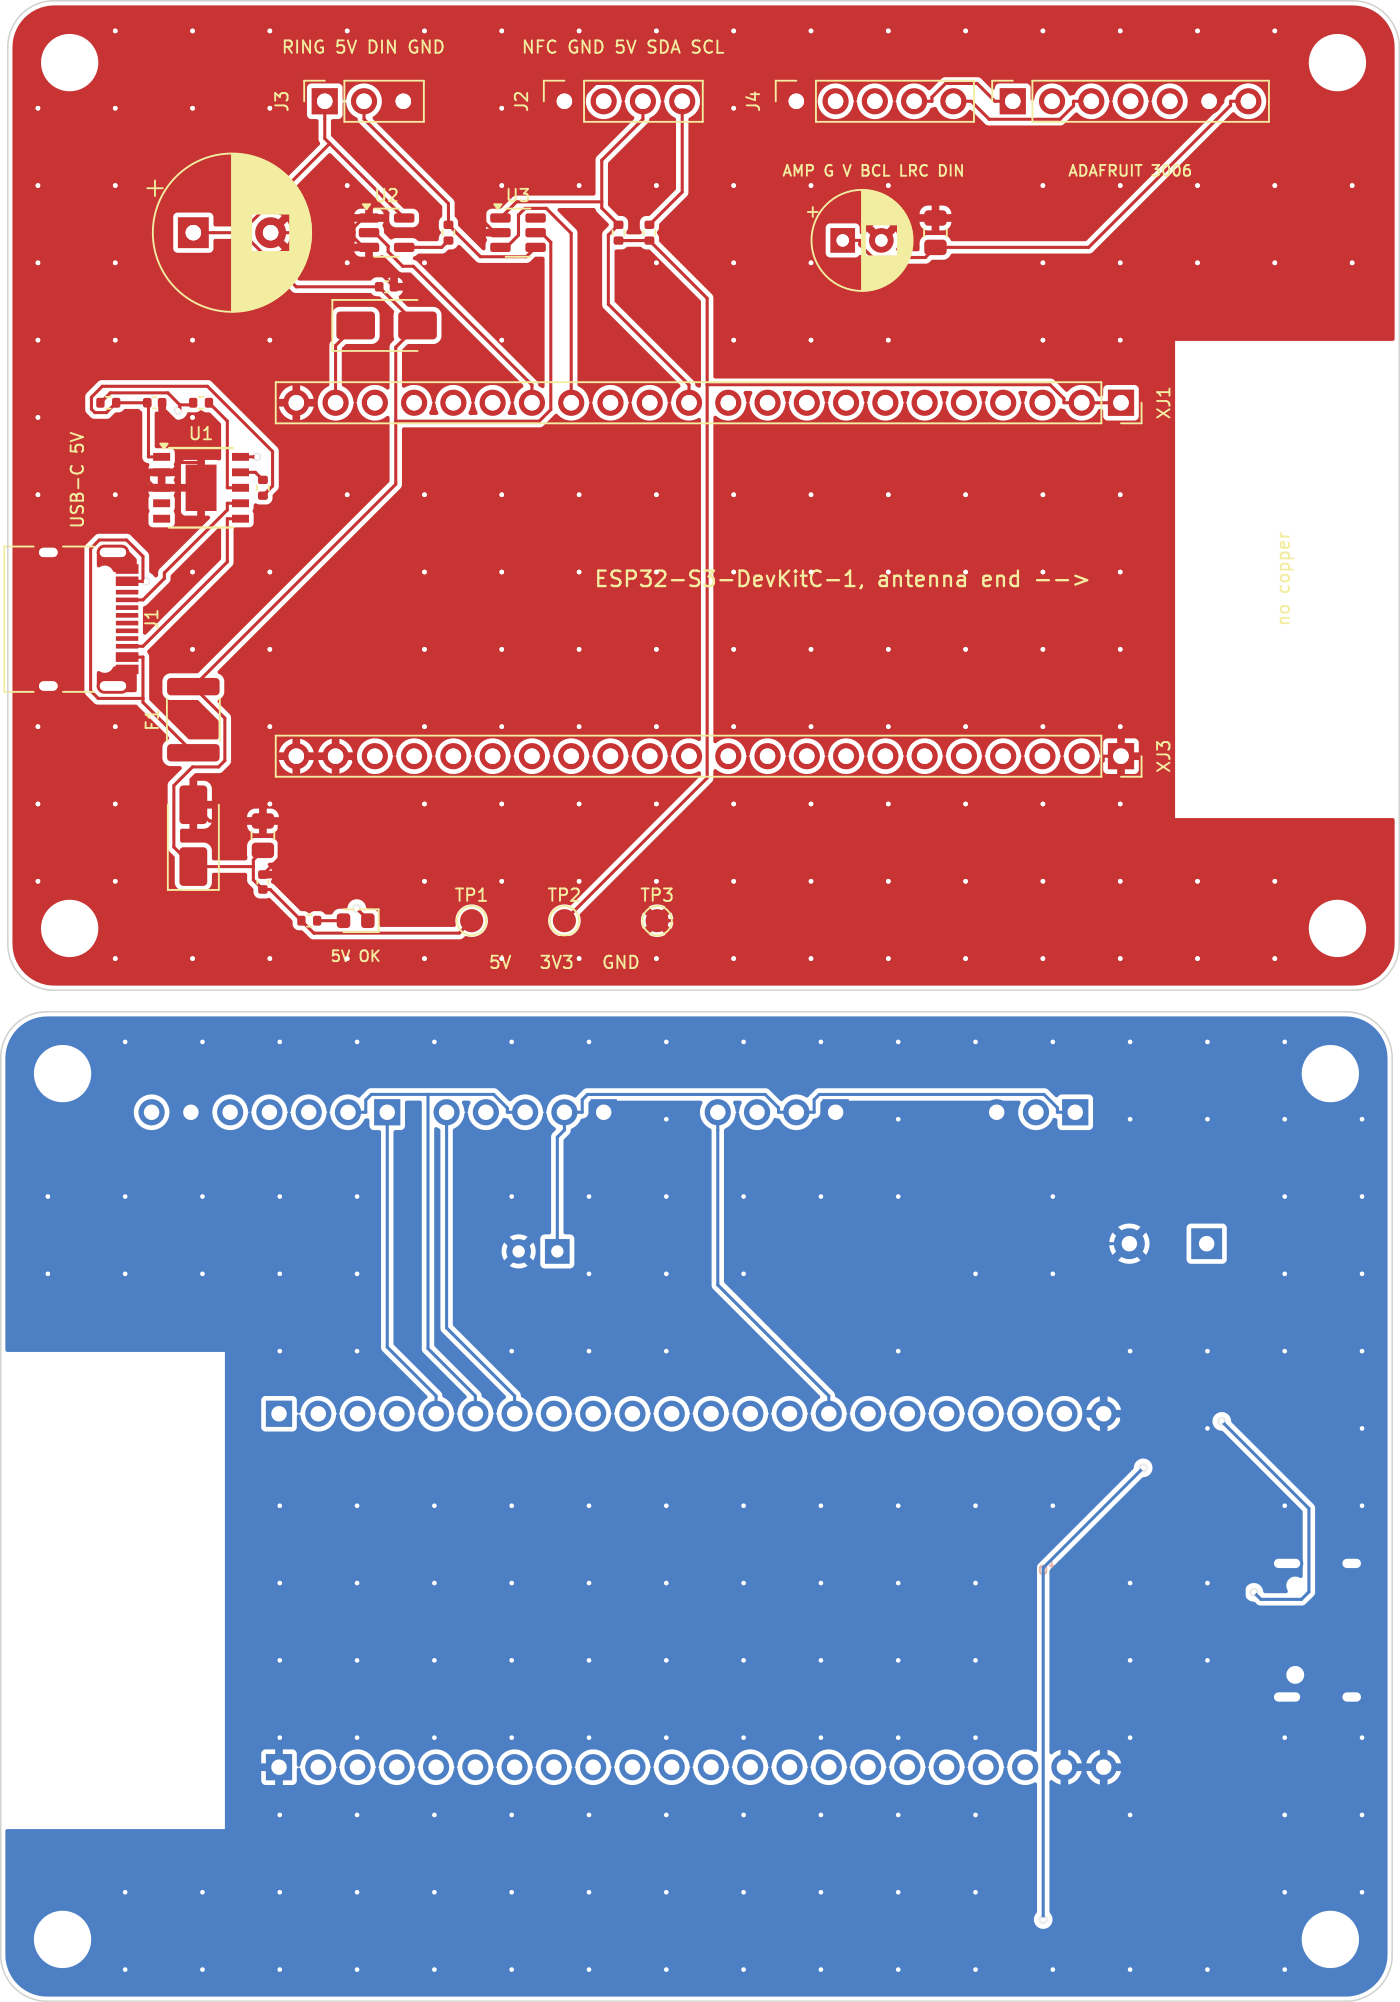 RING 5V DIN GND
NFC GND 5V SDA SCL
J3
J2
J4
AMP G V BCL LRC DIN
ADAFRUIT 3006
+
U2
U3
+
XJ1
U1
USB-C 5V
no copper
ESP32-S3-DevKitC-1, antenna end -->
J1
XJ3
TP1
TP2
TP3
5V OK
5V
3V3
GND